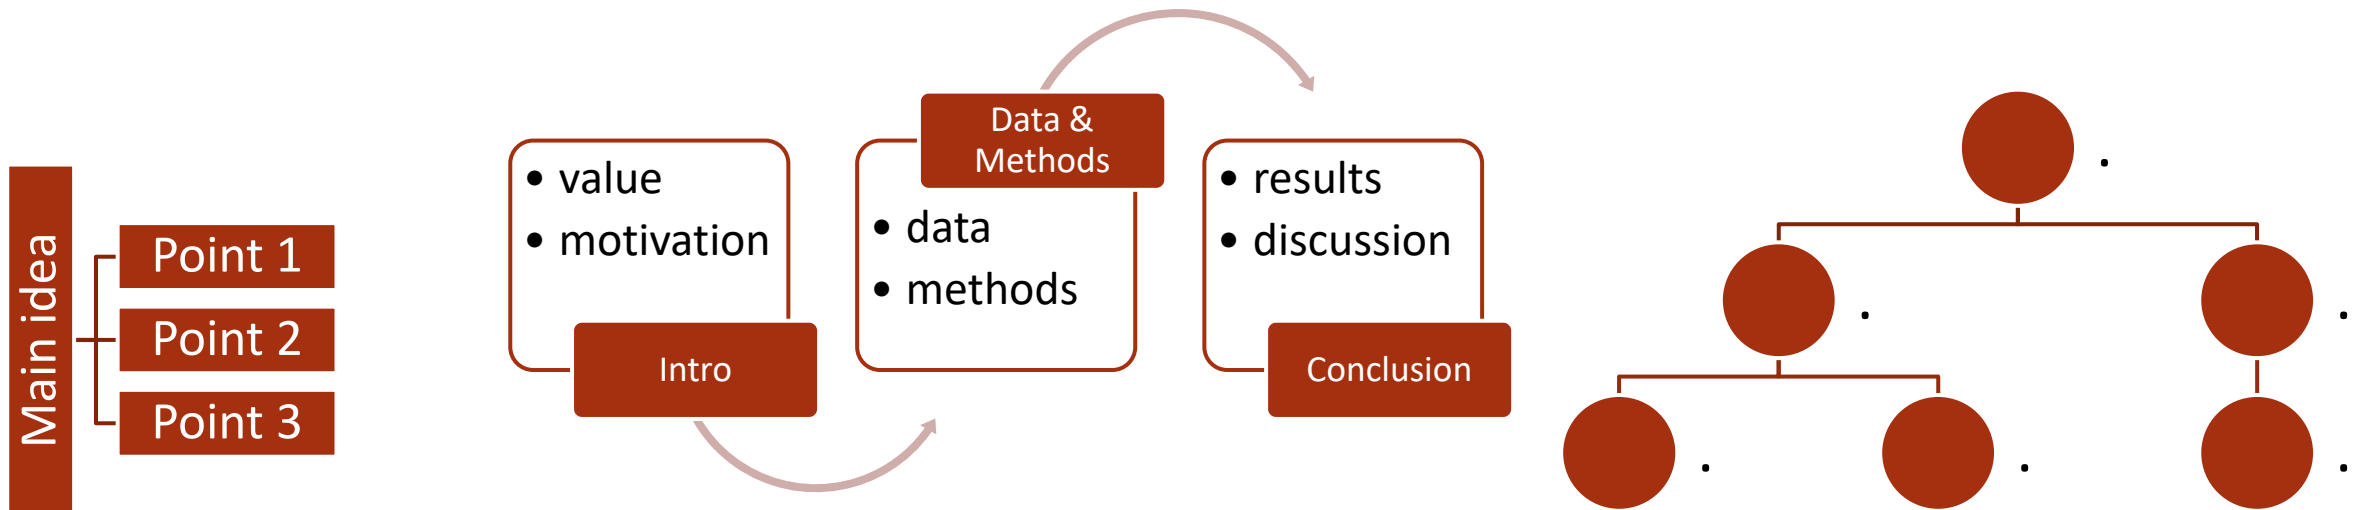 Main idea
Point 1
Point 2
Point 3
• value
• motivation
Intro
Data &
Methods
• data
• methods
• results
• discussion
Conclusion
.
.
.
.
.
.